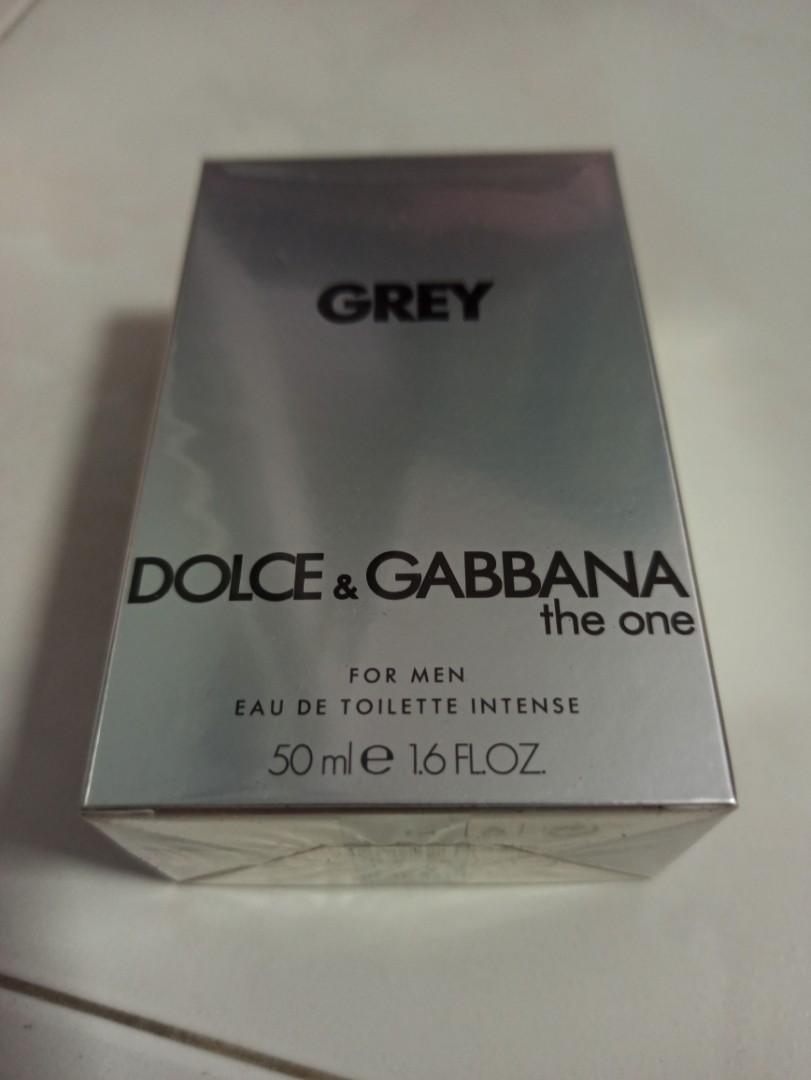 GREY
DOLCE & GABBANA
the one
FOR MEN
EAU DE TOILETTE INTENSE
50 ml e 1.6 FL.OZ.